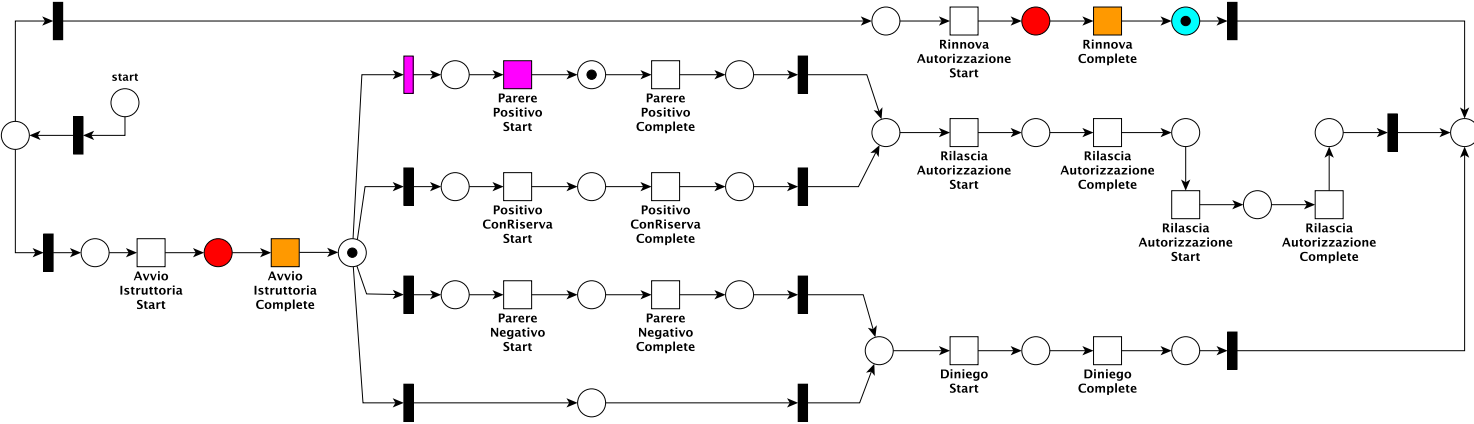 Rinnova
Autorizzazione
Start
Rinnova
Complete
start
Parere
Positivo
Start
Parere
Positivo
Complete
Rilascia
Autorizzazione
Start
Rilascia
Autorizzazione
Complete
Positivo
ConRiserva
Start
Positivo
ConRiserva
Complete
Rilascia
Autorizzazione
Start
Rilascia
Autorizzazione
Complete
Avvio
Istruttoria
Start
Avvio
Istruttoria
Complete
Parere
Negativo
Start
Parere
Negativo
Complete
Diniego
Start
Diniego
Complete